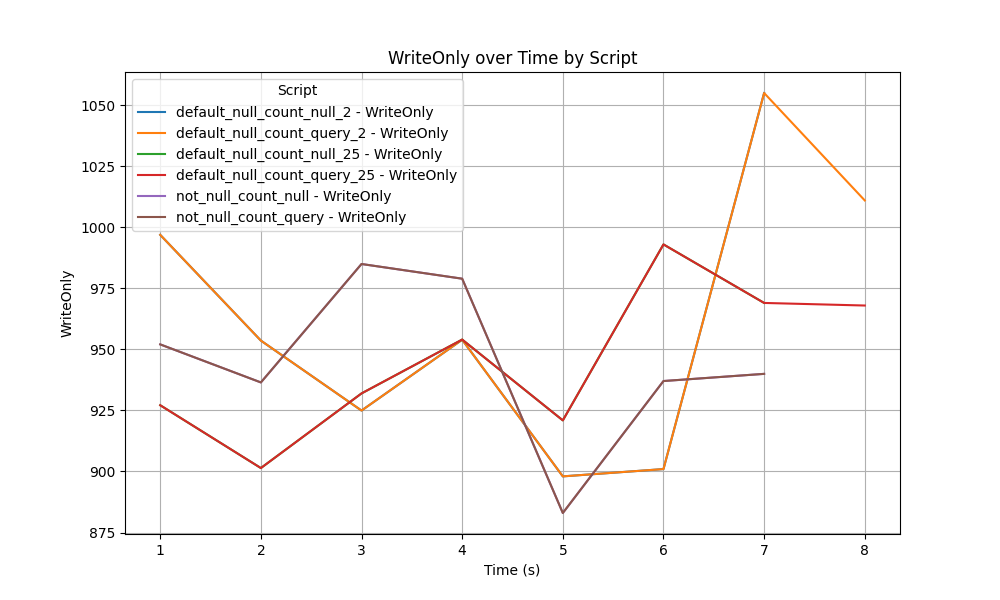 WriteOnly over Time by Script
Script
default_null_count_null_2 - WriteOnly
default_null_count_query_2 - WriteOnly
default_null_count_null_25 - WriteOnly
default_null_count_query_25 - WriteOnly
not_null_count_null - WriteOnly
not_null_count_query - WriteOnly
WriteOnly
1050
1025
1000
975
950
925
900
875
1 2 3 4 5 6 7 8
Time (s)